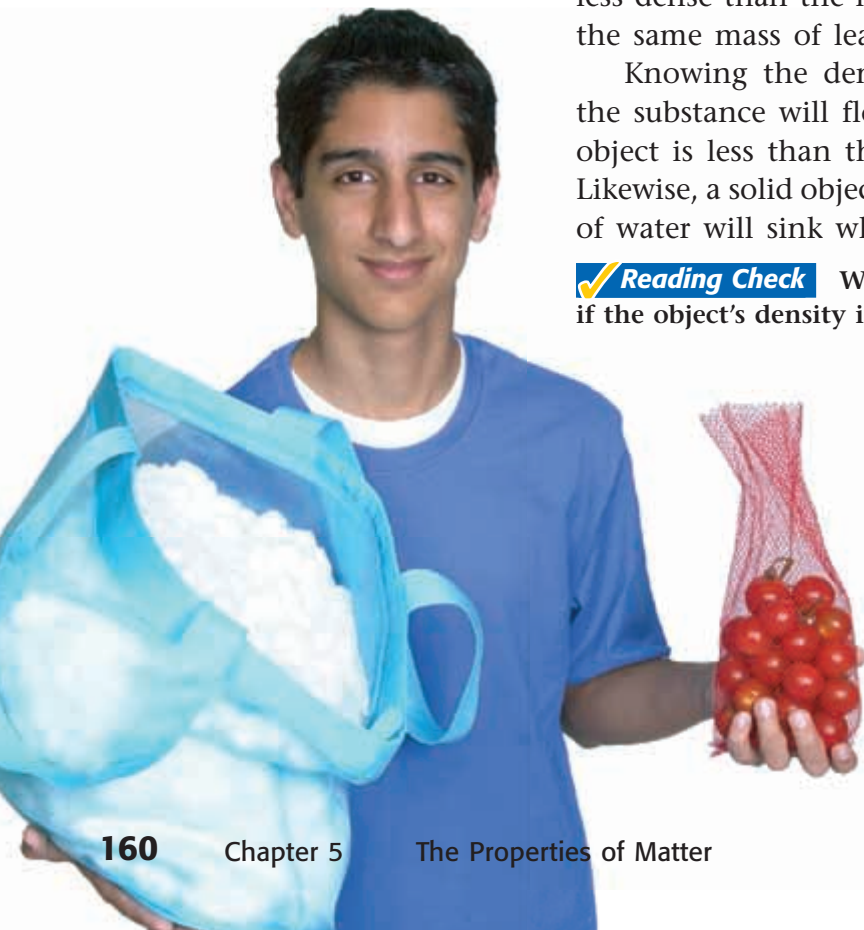 less dense than the
the same mass of
Knowing the
the substance will
object is less than
Likewise, a solid
of water will sink
Reading Check
if the object's density
160 Chapter 5 The Properties of Matter